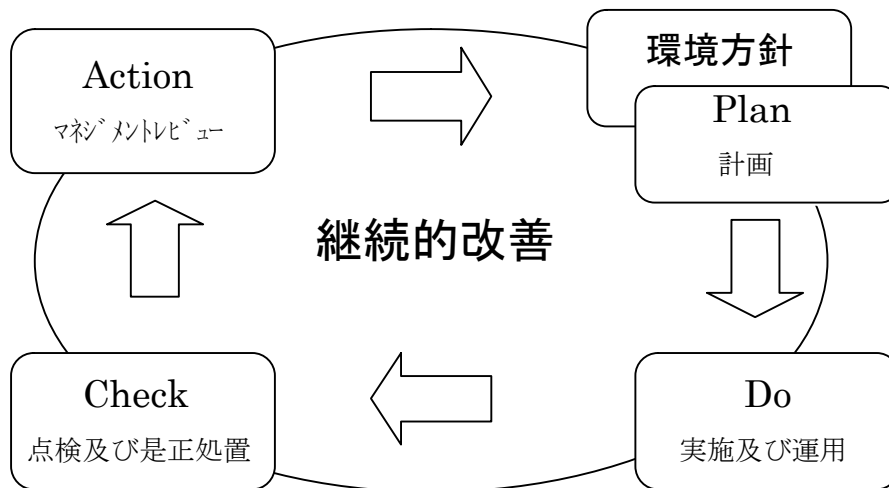 Action
マネジメントレビュー
環境方針
Plan
計画
継続的改善
Check
点検及び是正処置
Do
実施及び運用